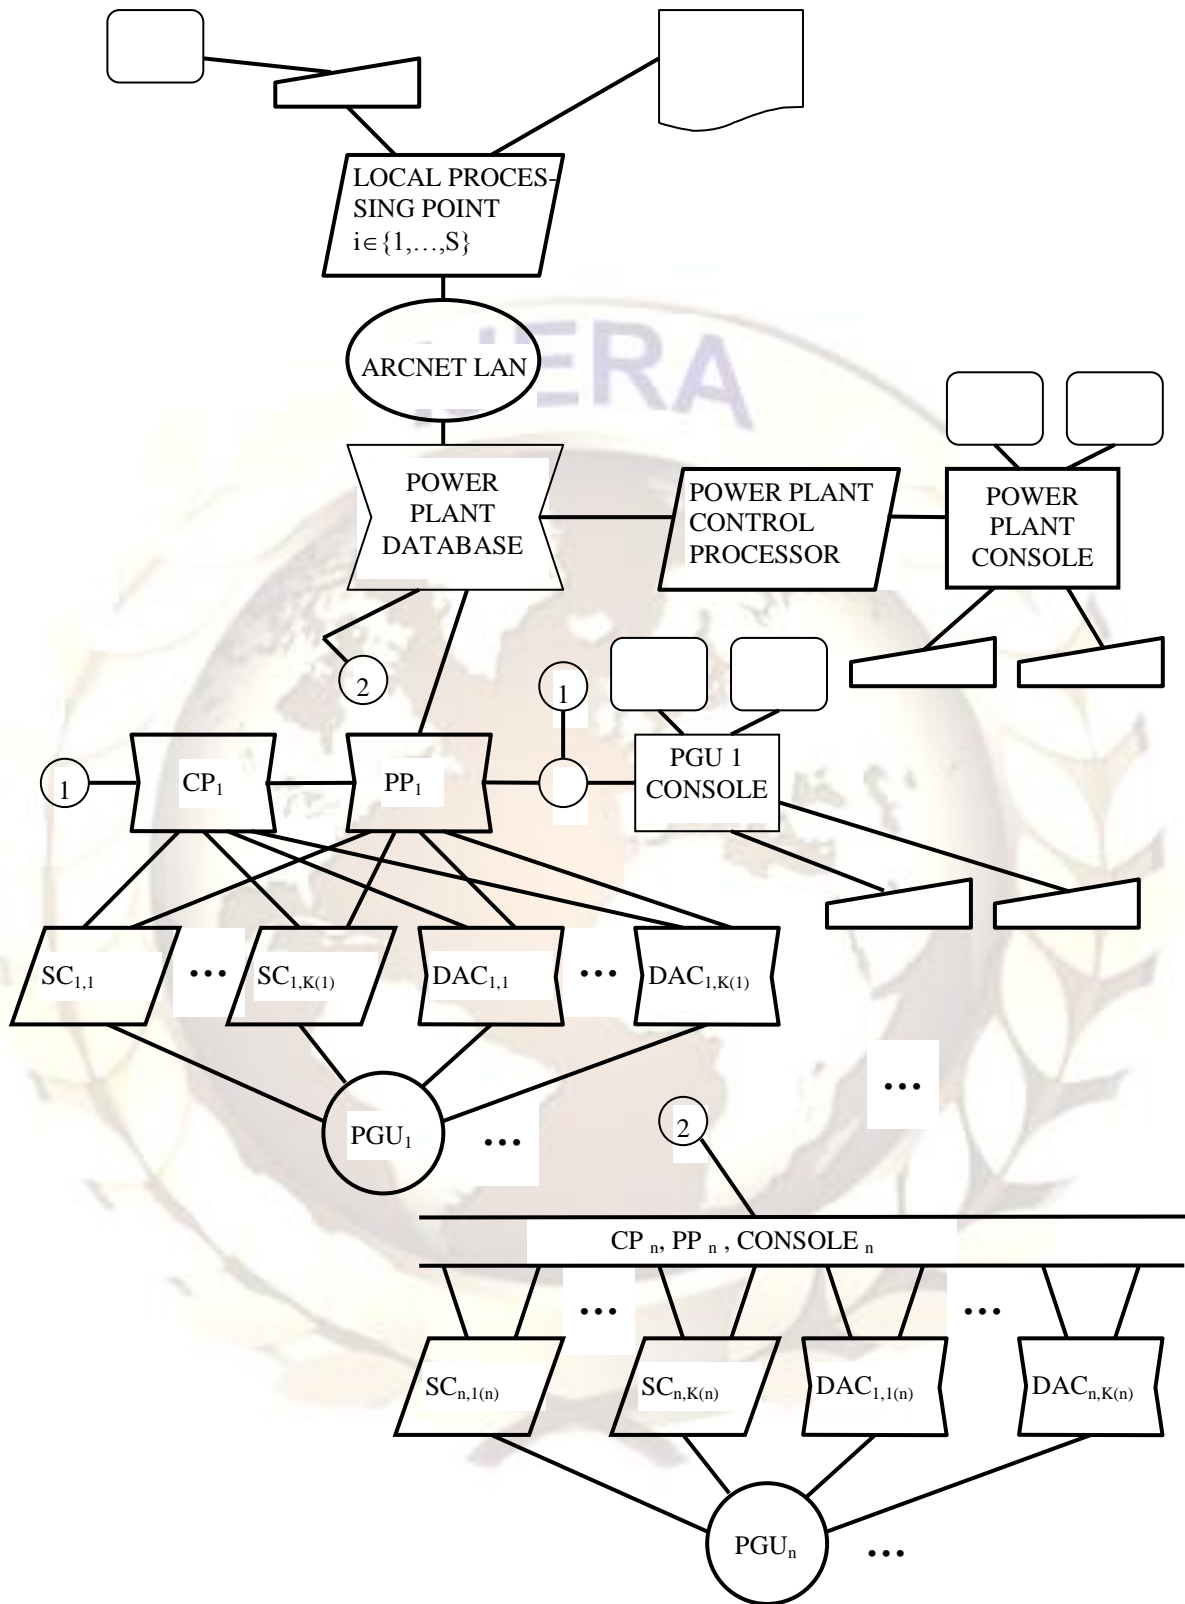 LOCAL PROCES-
SING POINT
i∈{1,…,S}
IJERA
ARCNET LAN
POWER
PLANT
DATABASE
POWER PLANT
CONTROL
PROCESSOR
POWER
PLANT
CONSOLE
2
1
1
CP1
PP1
PGU 1
CONSOLE
SC1,1
...
SC1,K(1)
DAC1,1
...
DAC1,K(1)
...
PGU1
...
2
CP n, PP n , CONSOLE n
...
...
SCn,1(n)
SCn,K(n)
DAC1,1(n)
DACn,K(n)
PGUn
...